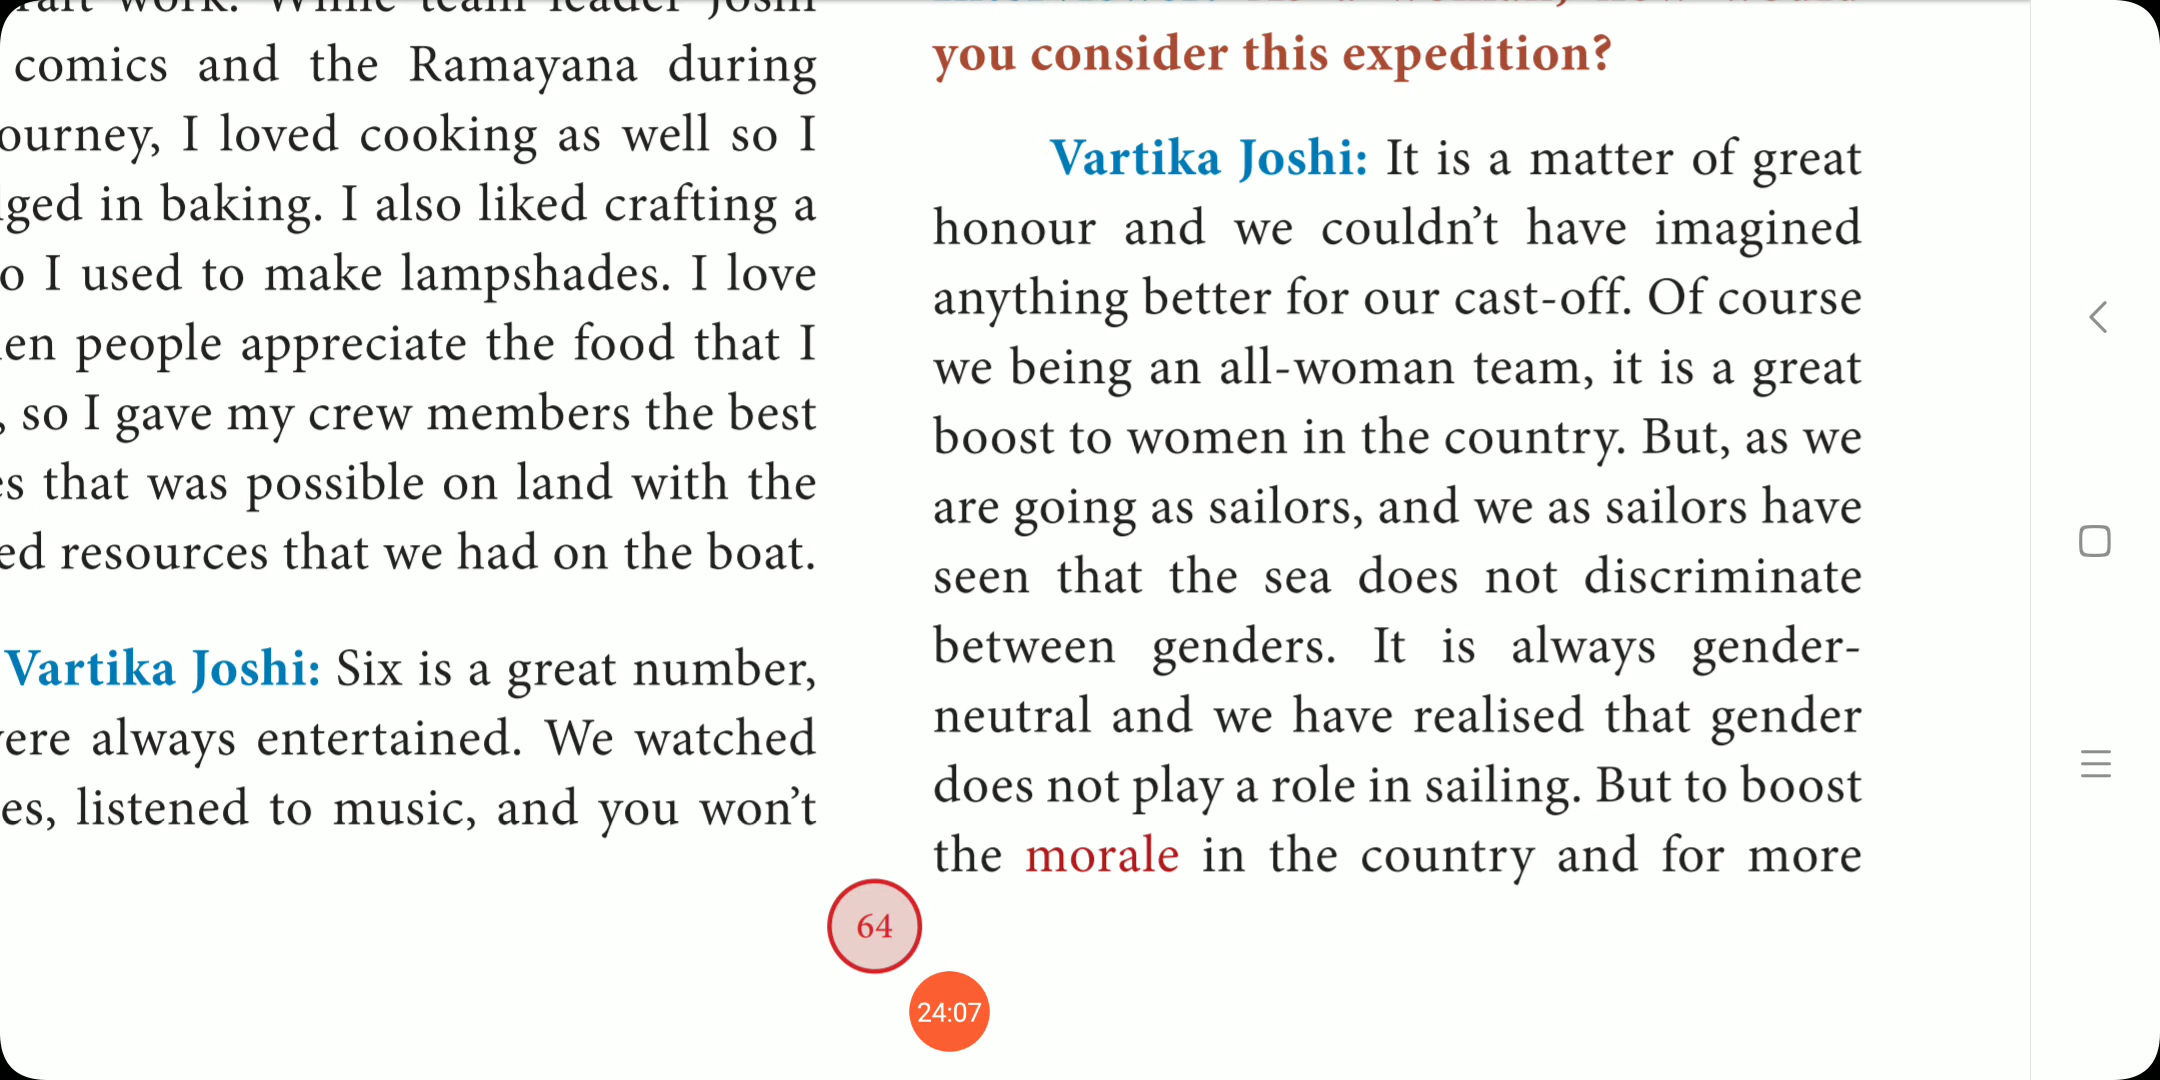 comics and the Ramayana during
ourney, I loved cooking as well so I
ged in baking. I also liked crafting a
o I used to make lampshades. I love
en people appreciate the food that I
, so I gave my crew members the best
s that was possible on land with the
ed resources that we had on the boat.
Vartika Joshi: Six is a great number,
ere always entertained. We watched
es, listened to music, and you won't
you consider this expedition?
Vartika Joshi: It is a matter of great
honour and we couldn't have imagined
anything better for our cast-off. Of course
we being an all-woman team, it is a great
boost to women in the country. But, as we
are going as sailors, and we as sailors have
seen that the sea does not discriminate
between genders. It is always gender-
neutral and we have realised that gender
does not play a role in sailing. But to boost
the morale in the country and for more
64
24:07